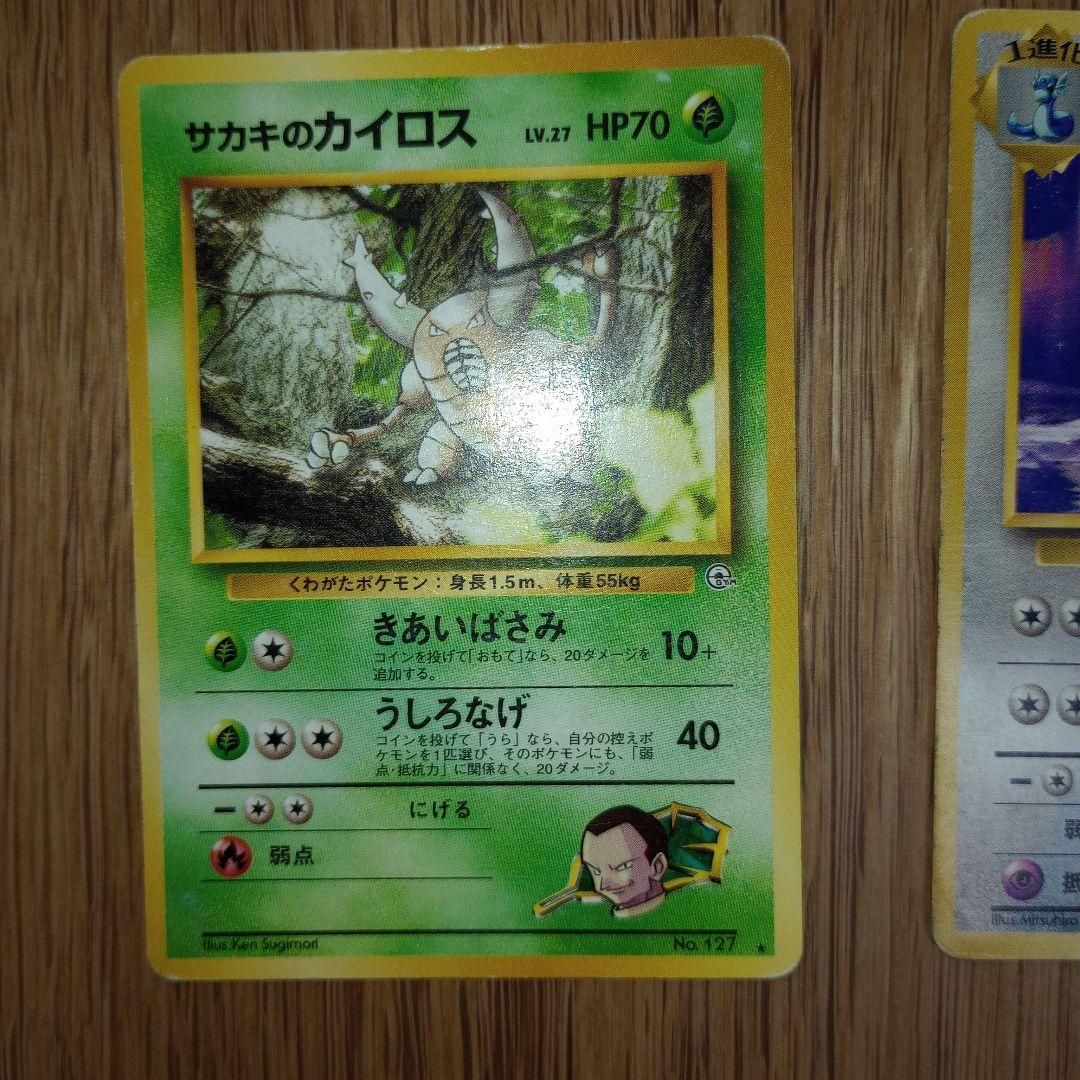 サカキのカイロス LV.27 HP70
くわがたポケモン：身長1.5m、体重55kg
GYM
きあいばさみ 10+
コインを投げて「おもて」なら、20ダメージを
追加する。
うしろなげ 40
コインを投げて「うら」なら、自分の控えポ
ケモンを1匹選び、そのポケモンにも、「弱
点・抵抗力」に関係なく、20ダメージ。
ー にげる
弱点
Illus.Ken Sugimori No. 127 ★
1進化
ー
弱
抵
Illus.Mitsuhiro